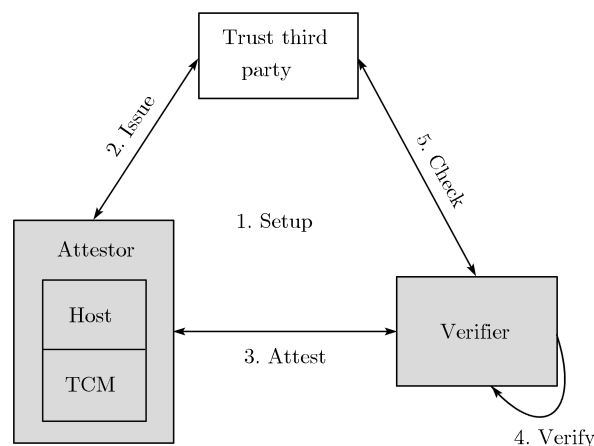 Trust third
party
2. Issue
5. Check
1. Setup
Attestor
Host
TCM
3. Attest
Verifier
4. Verify